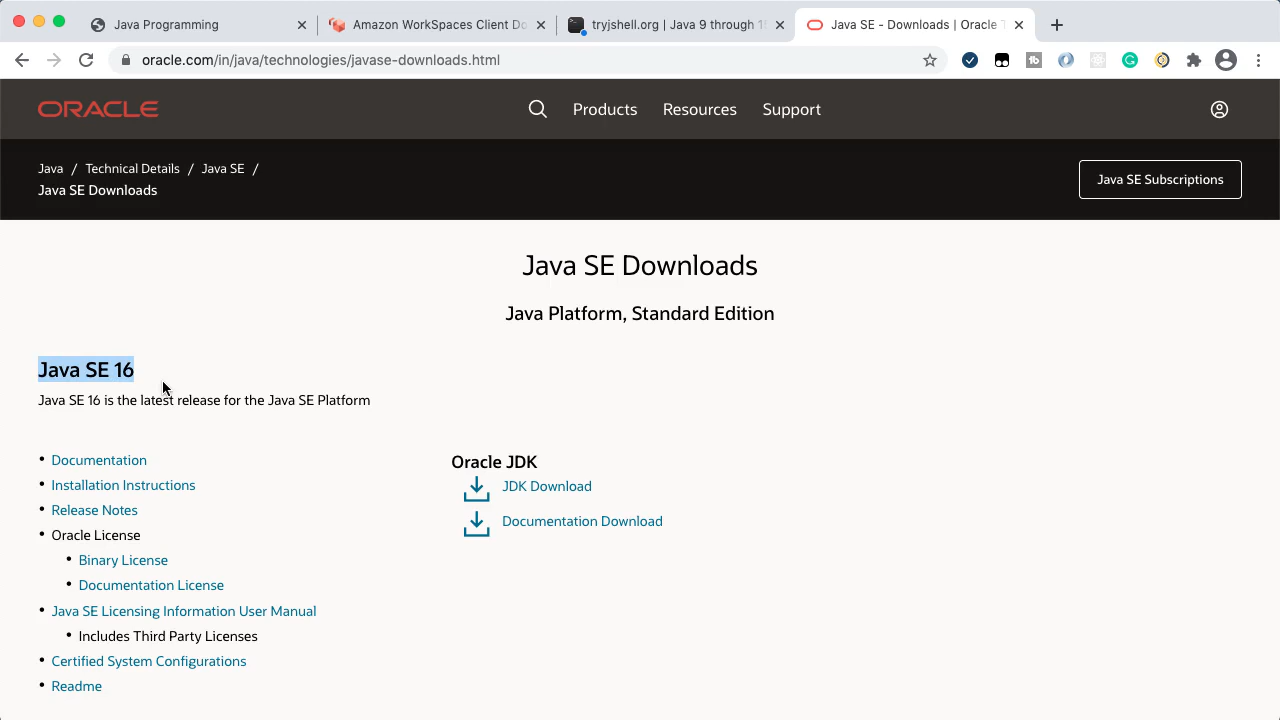 Java Programming
Amazon WorkSpaces Client Do
tryjshell.org | Java 9 through 1
Java SE - Downloads | Oracle T
oracle.com/in/java/technologies/javase-downloads.html
ORACLE
Products
Resources
Support
Java / Technical Details / Java SE /
Java SE Downloads
Java SE Subscriptions
Java SE Downloads
Java Platform, Standard Edition
Java SE 16
Java SE 16 is the latest release for the Java SE Platform
• Documentation
• Installation Instructions
• Release Notes
• Oracle License
• Binary License
• Documentation License
• Java SE Licensing Information User Manual
• Includes Third Party Licenses
• Certified System Configurations
• Readme
Oracle JDK
JDK Download
Documentation Download